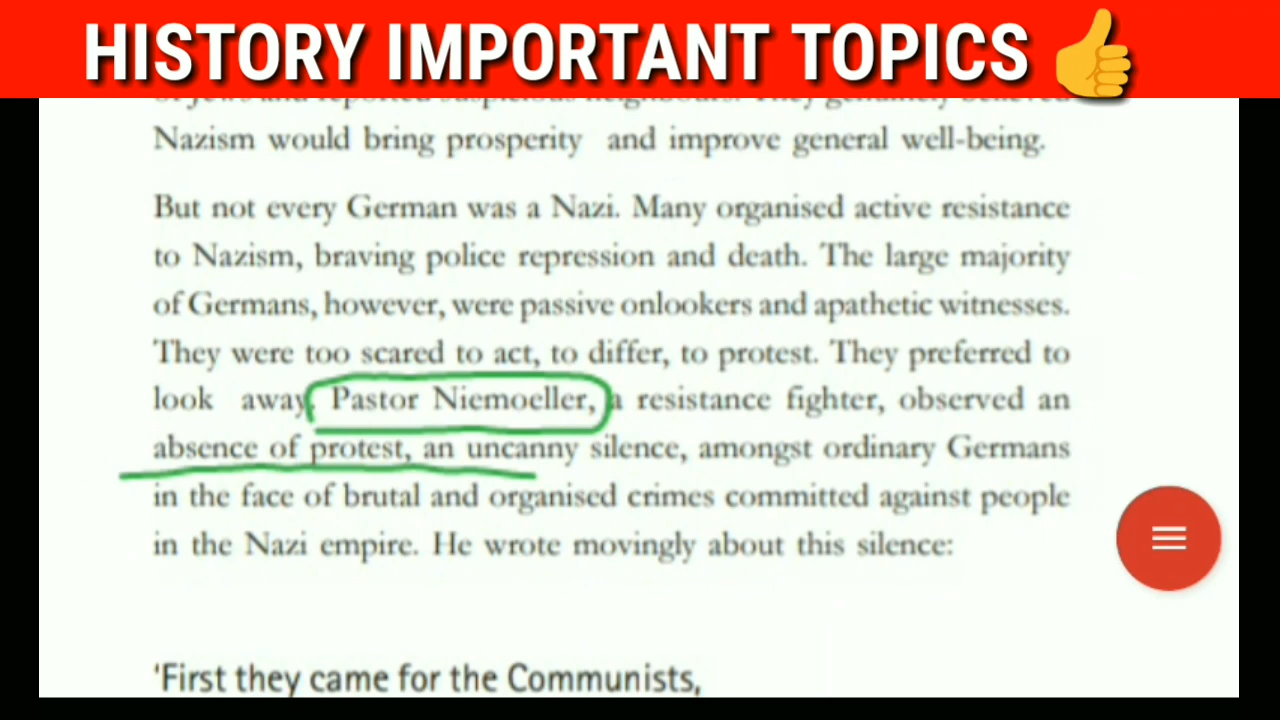 HISTORY IMPORTANT TOPICS
Nazism would bring prosperity and improve general well-being.
But not every German was a Nazi. Many organised active resistance
to Nazism, braving police repression and death. The large majority
of Germans, however, were passive onlookers and apathetic witnesses.
They were too scared to act, to differ, to protest. They preferred to
look away. Pastor Niemoeller, a resistance fighter, observed an
absence of protest, an uncanny silence, amongst ordinary Germans
in the face of brutal and organised crimes committed against people
in the Nazi empire. He wrote movingly about this silence:
'First they came for the Communists,